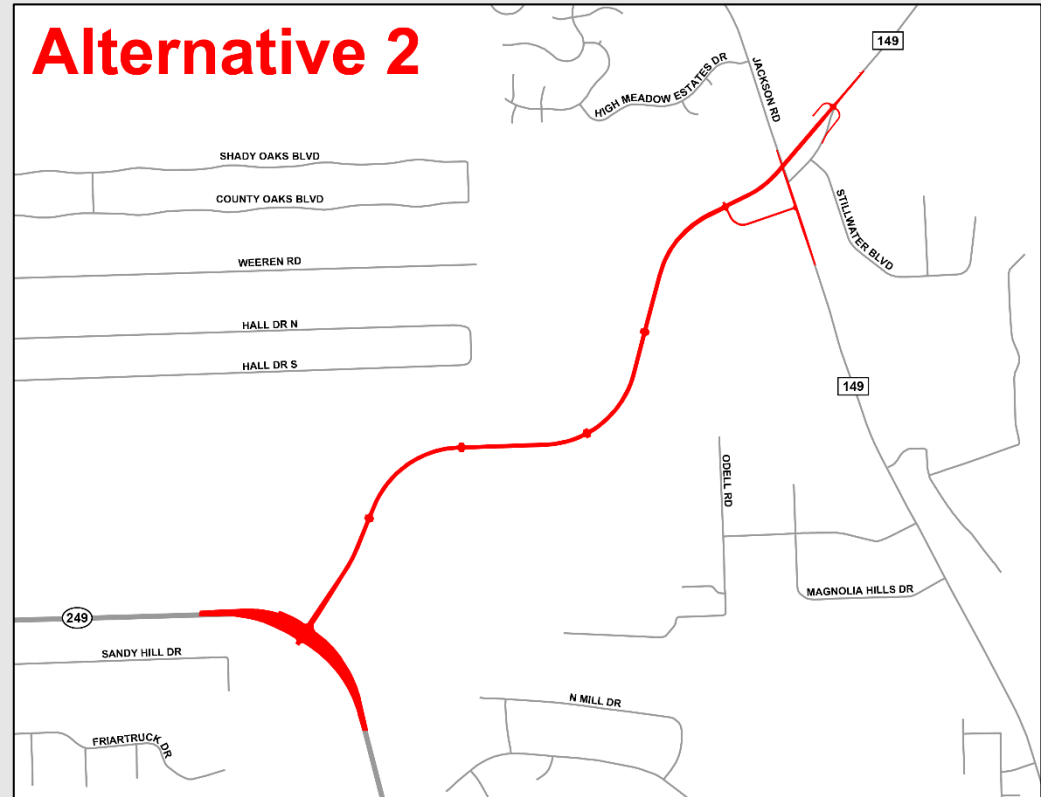 Alternative 2
149
HIGH MEADOW ESTATES DR
JACKSON RD
SHADY OAKS BLVD
COUNTY OAKS BLVD
STILLWATER BLVD
WEEREN RD
HALL DR N
HALL DR S
149
ODELL RD
MAGNOLIA HILLS DR
249
SANDY HILL DR
N MILL DR
FRIARTRUCK DR